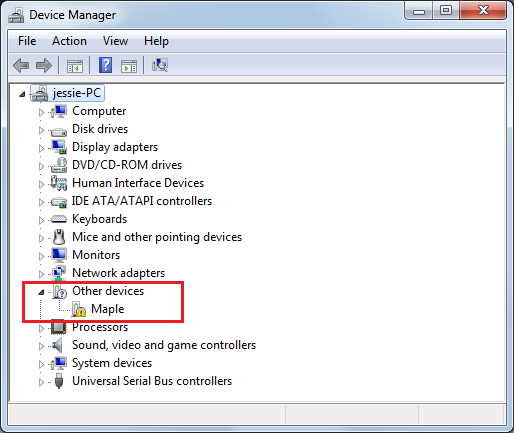 Device Manager
File Action View Help
jessie-PC
Computer
Disk drives
Display adapters
DVD/CD-ROM drives
Human Interface Devices
IDE ATA/ATAPI controllers
Keyboards
Mice and other pointing devices
Monitors
Network adapters
Other devices
Maple
Processors
Sound, video and game controllers
System devices
Universal Serial Bus controllers